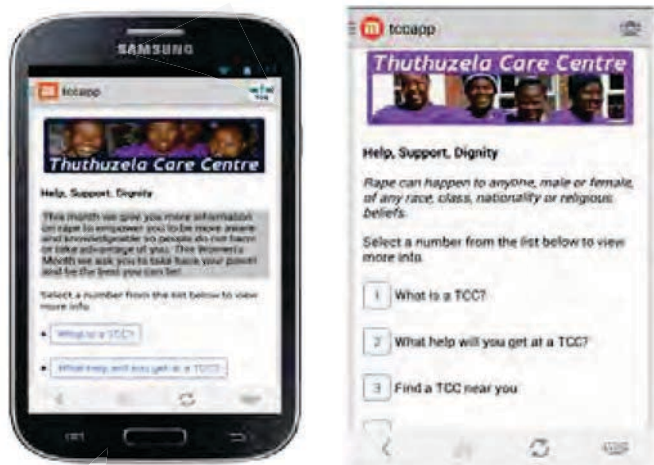 SAMSUNG
tccapp
Thuthuzela Care Centre
Help, Support, Dignity
This month we give you more information
on rape to empower you to be more aware
and knowledgeable so people do not harm
or take advantage of you. This Women's
Month we ask you to take back your power
and be the best you can be!
Select a number from the list below to view
more info
What is a TCC?
What help will you get at a TCC?
tccapp
Thuthuzela Care Centre
Help, Support, Dignity
Rape can happen to anyone, male or female,
of any race, class, nationality or religious
beliefs.
Select a number from the list below to view
more info
1 What is a TCC?
2 What help will you get at a TCC?
3 Find a TCC near you